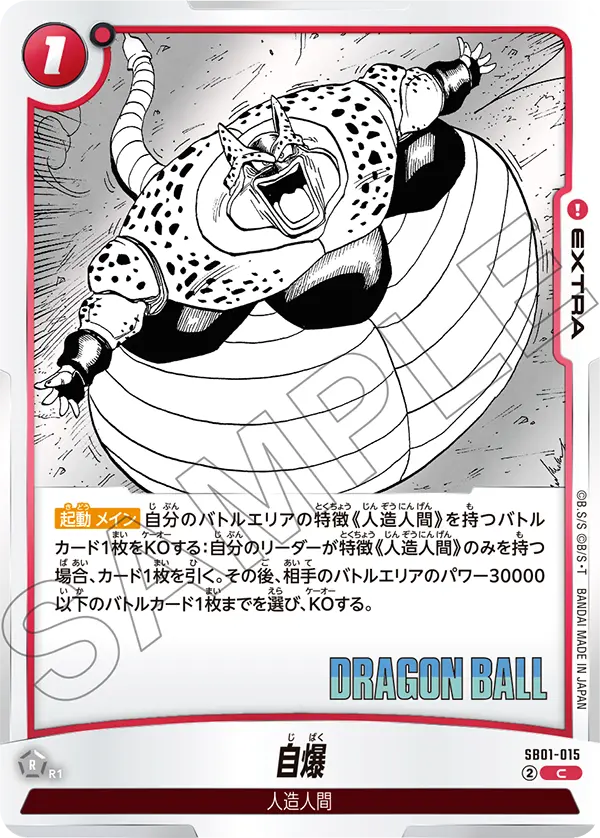 1
! EXTRA
起動 メイン 自分のバトルエリアの特徴《人造人間》を持つバトル
カード1枚をKOする：自分のリーダーが特徴《人造人間》のみを持つ
場合、カード1枚を引く。その後、相手のバトルエリアのパワー30000
以下のバトルカード1枚までを選び、KOする。
©B.S/S ©B/S・T BANDAI MADE IN JAPAN
SAMPLE
DRAGON BALL
じばく
自爆
R R1
SB01-015
② C
人造人間